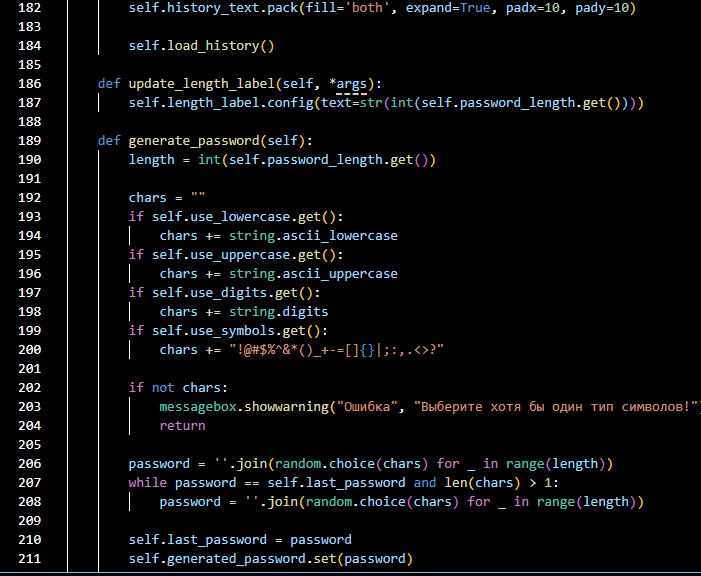 182 self.history_text.pack(fill='both', expand=True, padx=10, pady=10)
183
184 self.load_history()
185
186 def update_length_label(self, *args):
187 self.length_label.config(text=str(int(self.password_length.get())))
188
189 def generate_password(self):
190 length = int(self.password_length.get())
191
192 chars = ""
193 if self.use_lowercase.get():
194 chars += string.ascii_lowercase
195 if self.use_uppercase.get():
196 chars += string.ascii_uppercase
197 if self.use_digits.get():
198 chars += string.digits
199 if self.use_symbols.get():
200 chars += "!@#$%^&*()_+-=[]{}|;:,.<>?"
201
202 if not chars:
203 messagebox.showwarning("Ошибка", "Выберите хотя бы один тип символов!")
204 return
205
206 password = ''.join(random.choice(chars) for _ in range(length))
207 while password == self.last_password and len(chars) > 1:
208 password = ''.join(random.choice(chars) for _ in range(length))
209
210 self.last_password = password
211 self.generated_password.set(password)